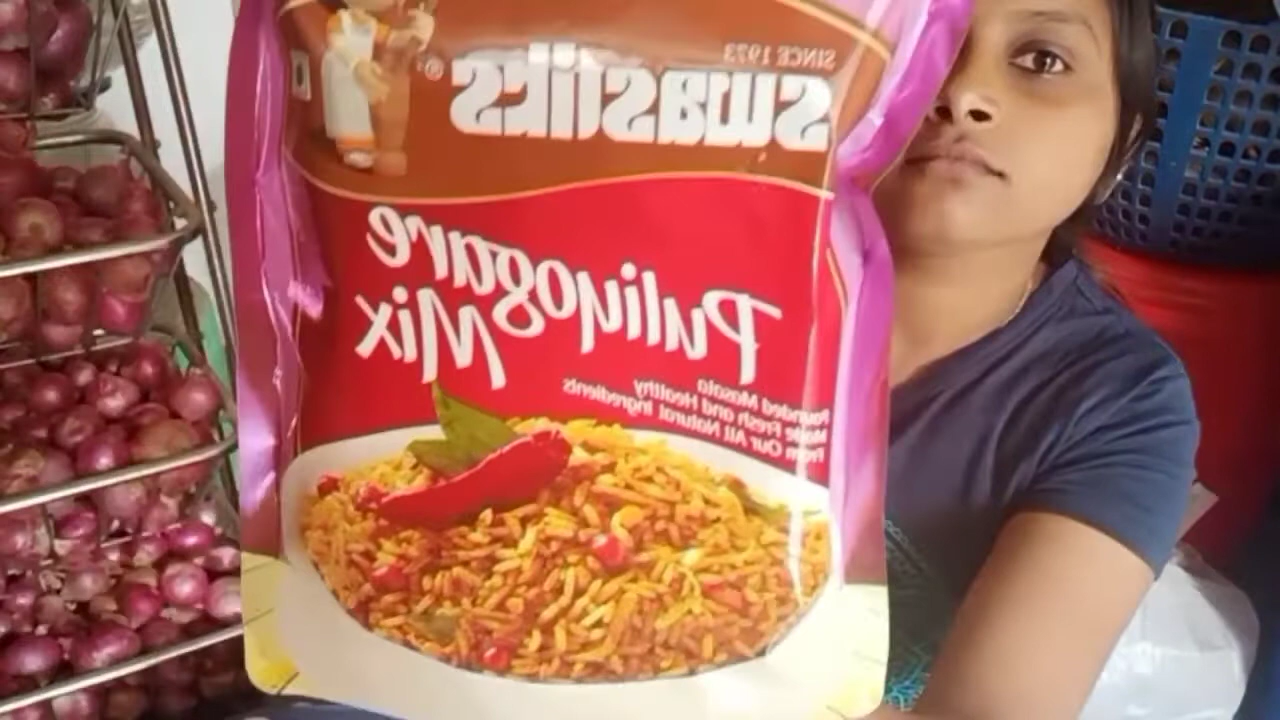 SINCE 1973
swastiks®
Puliyogare
Mix
Pounded Masala
Made Fresh and Healthy
From Our All Natural Ingredients